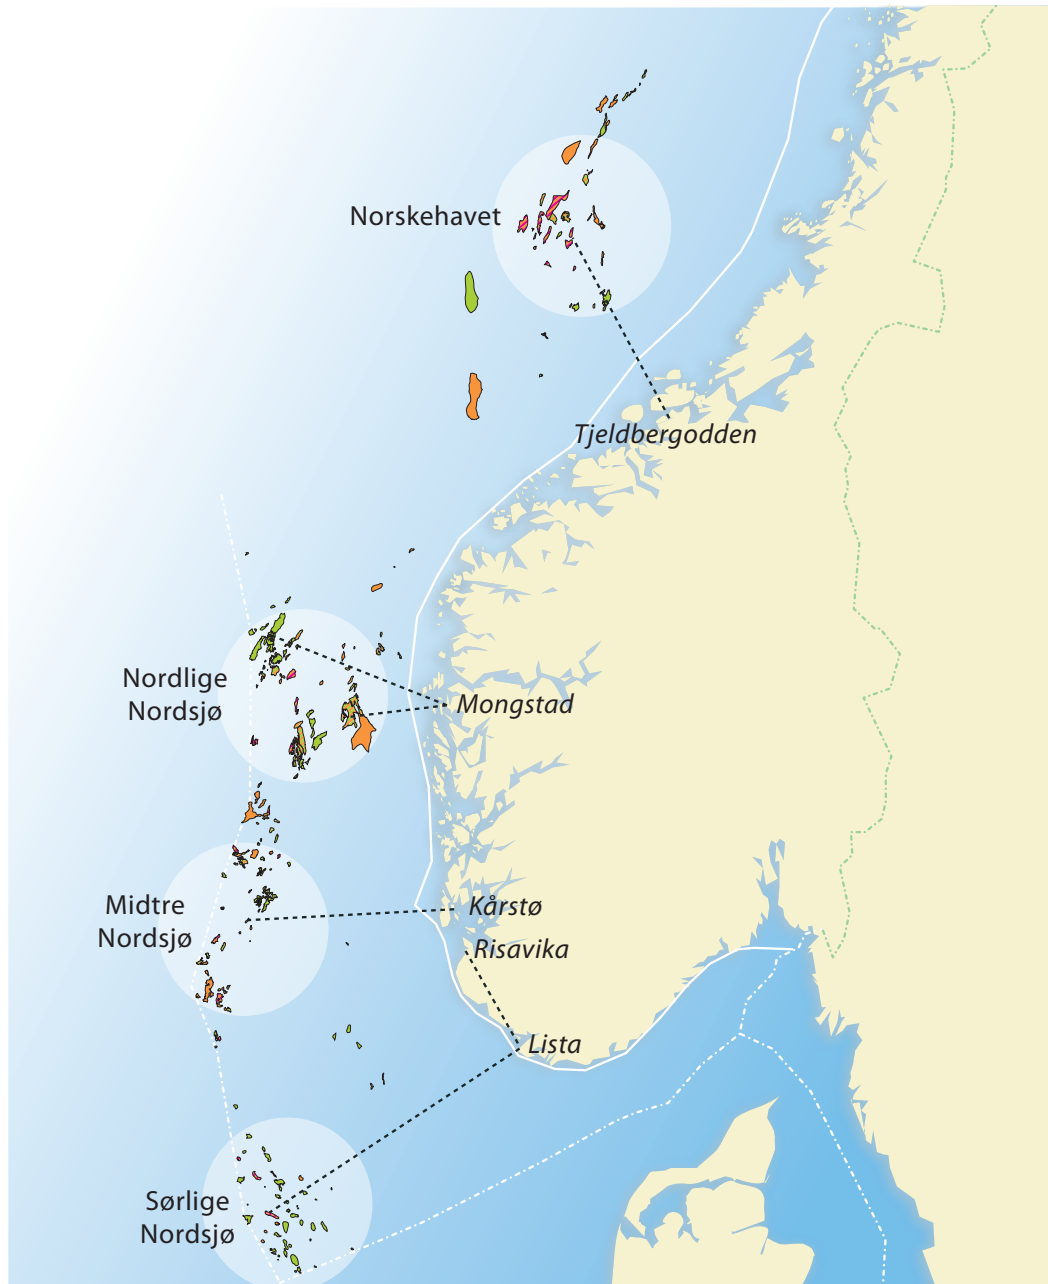 Norskehavet
Tjeldbergodden
Nordlige
Nordsjø
Mongstad
Midtre
Nordsjø
Kårstø
Risavika
Lista
Sørlige
Nordsjø